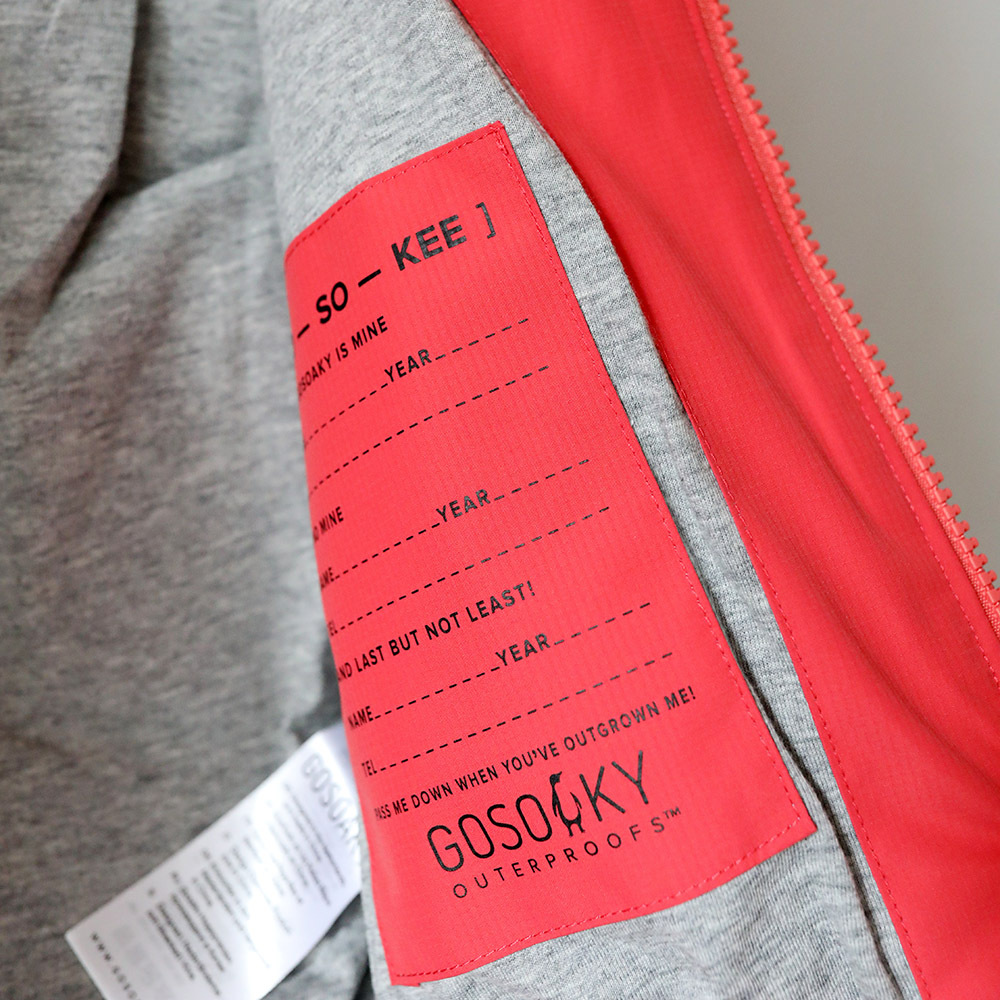 — SO — KEE ]
GOSOAKY IS MINE
YEAR
MINE
YEAR
NAME
TEL
AND LAST BUT NOT LEAST!
YEAR
NAME
TEL
PASS ME DOWN WHEN YOU'VE OUTGROWN ME!
GOSOAKY
OUTERPROOFS™
GOSOAKY